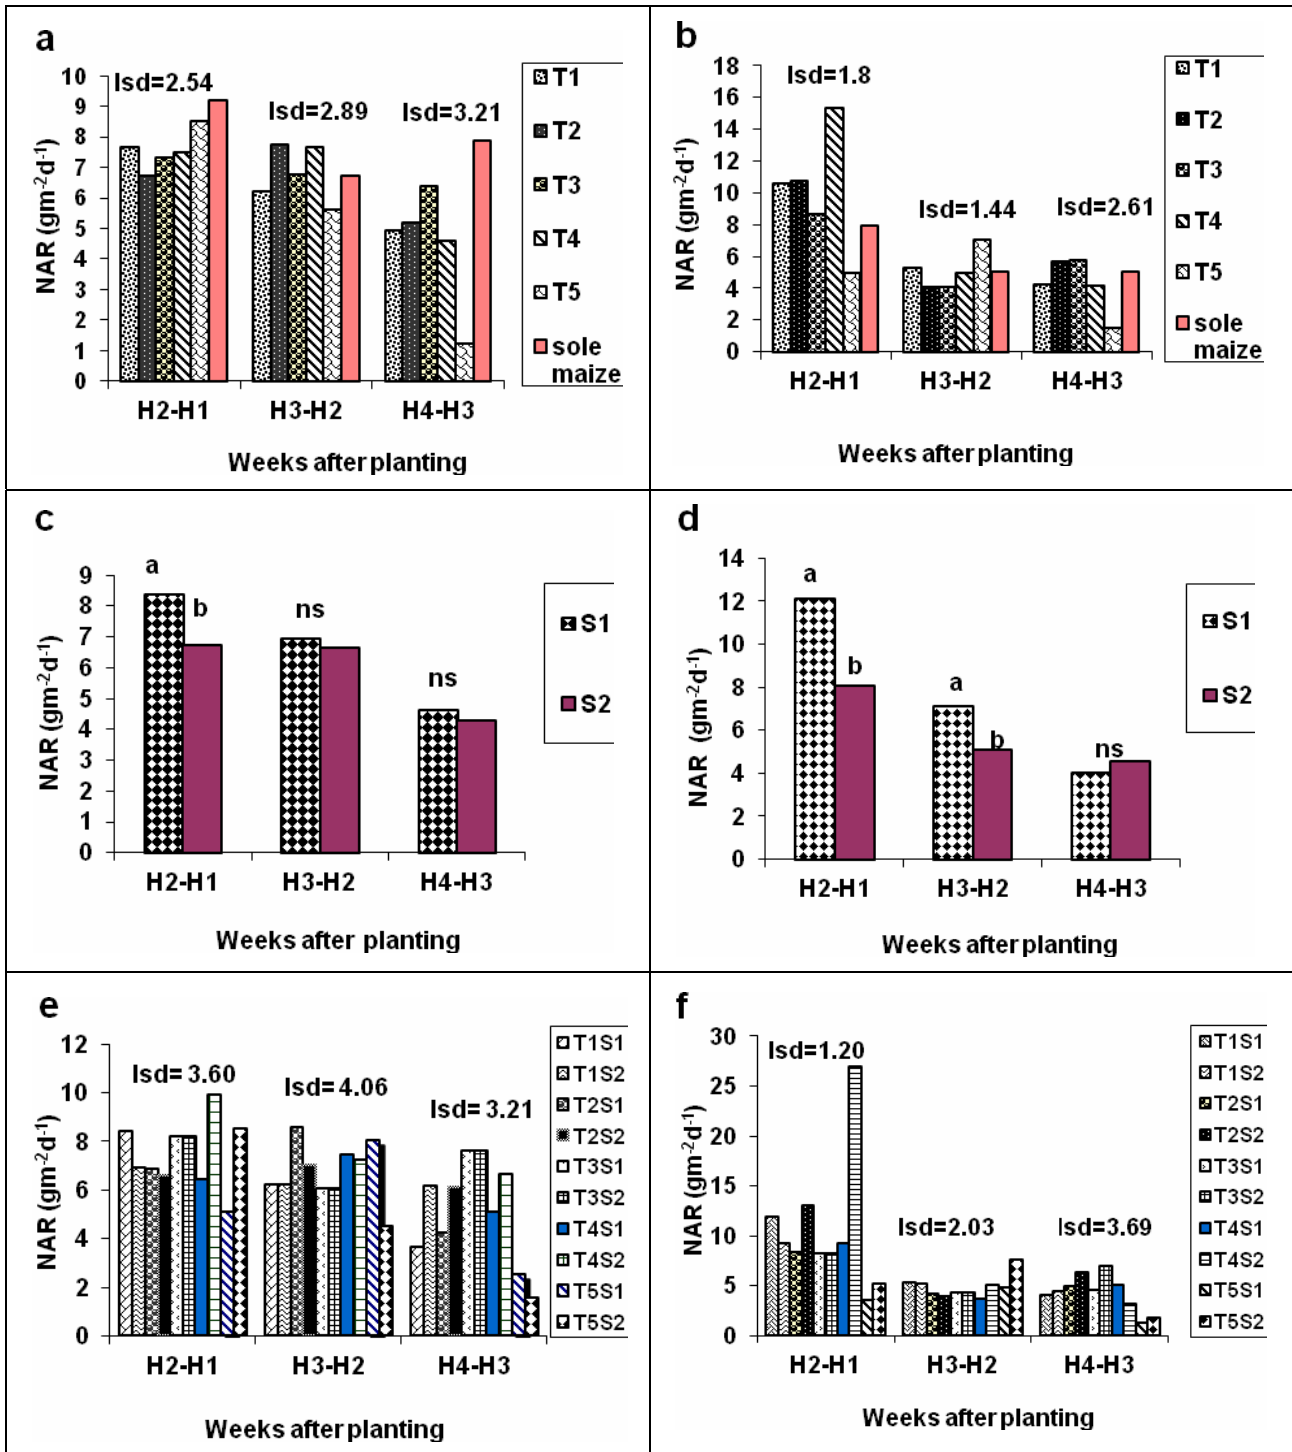 a
lsd=2.54
lsd=2.89
lsd=3.21
NAR (gm-2d-1)
10
9
8
7
6
5
4
3
2
1
0
H2-H1 H3-H2 H4-H3
Weeks after planting
T1
T2
T3
T4
T5
sole
maize
b
lsd=1.8
lsd=1.44
lsd=2.61
NAR (gm-2d-1)
18
16
14
12
10
8
6
4
2
0
H2-H1 H3-H2 H4-H3
Weeks after planting
T1
T2
T3
T4
T5
sole
maize
c
a
b
ns
ns
NAR (gm-2d-1)
9
8
7
6
5
4
3
2
1
0
H2-H1 H3-H2 H4-H3
Weeks after planting
S1
S2
d
a
b
a
b
ns
NAR (gm-2d-1)
14
12
10
8
6
4
2
0
H2-H1 H3-H2 H4-H3
Weeks after planting
S1
S2
e
lsd= 3.60
lsd= 4.06
lsd= 3.21
NAR (gm-2d-1)
12
10
8
6
4
2
0
H2-H1 H3-H2 H4-H3
Weeks after planting
T1S1
T1S2
T2S1
T2S2
T3S1
T3S2
T4S1
T4S2
T5S1
T5S2
f
lsd=1.20
lsd=2.03
lsd=3.69
NAR (gm-2d-1)
30
25
20
15
10
5
0
H2-H1 H3-H2 H4-H3
Weeks after planting
T1S1
T1S2
T2S1
T2S2
T3S1
T3S2
T4S1
T4S2
T5S1
T5S2